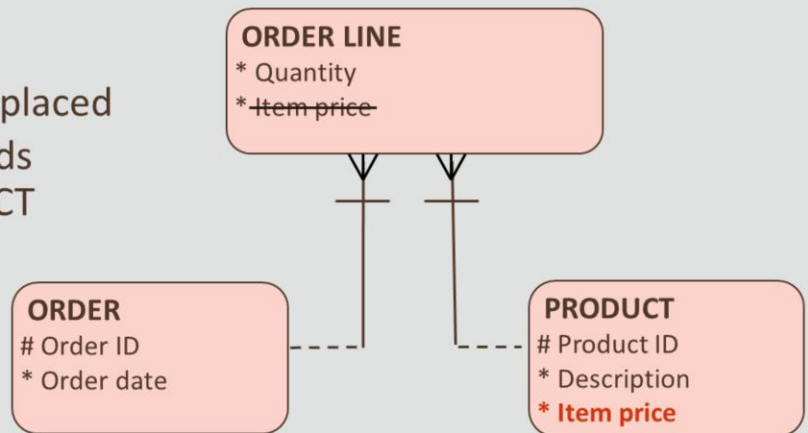 placed
ds
CT
ORDER LINE
* Quantity
* Item price
ORDER
# Order ID
* Order date
PRODUCT
# Product ID
* Description
* Item price